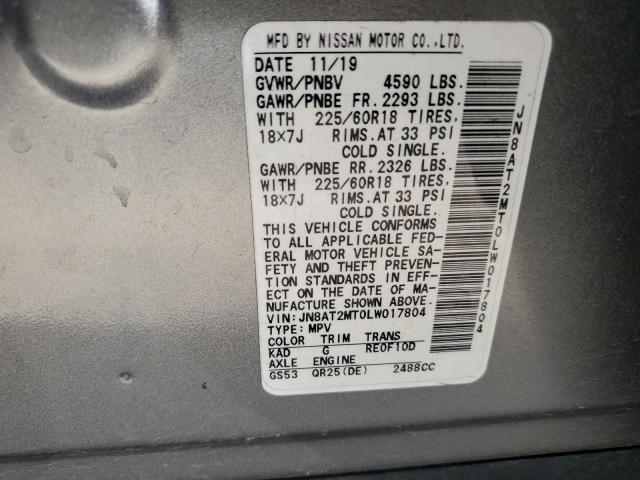 MFD BY NISSAN MOTOR CO.,LTD.
DATE 11/19
GVWR/PNBV 4590 LBS.
GAWR/PNBE FR. 2293 LBS.
WITH 225/60R18 TIRES,
18×7J RIMS.AT 33 PSI
COLD SINGLE.
GAWR/PNBE RR. 2326 LBS.
WITH 225/60R18 TIRES,
18×7J RIMS.AT 33 PSI
COLD SINGLE.
THIS VEHICLE CONFORMS
TO ALL APPLICABLE FED-
ERAL MOTOR VEHICLE SA-
FETY AND THEFT PREVEN-
TION STANDARDS IN EFF-
ECT ON THE DATE OF MA-
NUFACTURE SHOWN ABOVE.
VIN:JN8AT2MT0LW017804
TYPE:MPV
COLOR TRIM TRANS
KAD G RE0F10D
AXLE ENGINE
GS53 QR25(DE) 2488CC
JN8AT2MT0LW017804